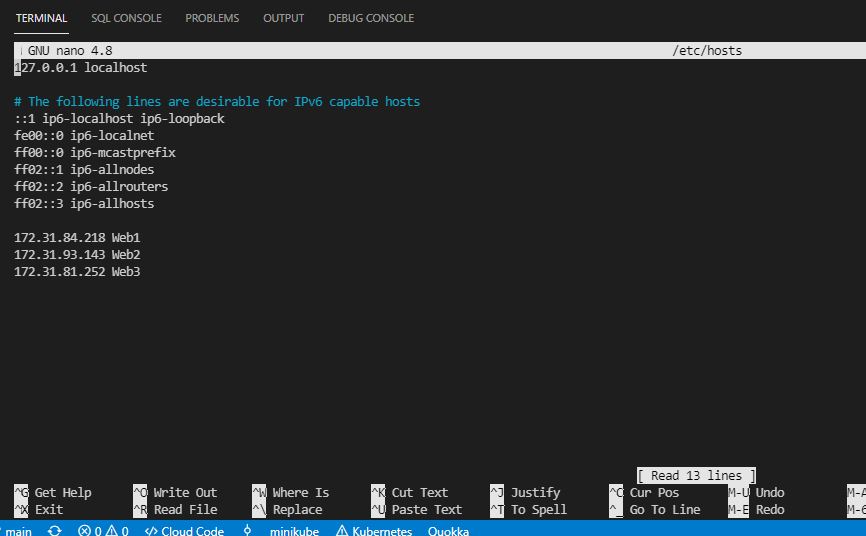 TERMINAL SQL CONSOLE PROBLEMS OUTPUT DEBUG CONSOLE
GNU nano 4.8 /etc/hosts
127.0.0.1 localhost
# The following lines are desirable for IPv6 capable hosts
::1 ip6-localhost ip6-loopback
fe00::0 ip6-localnet
ff00::0 ip6-mcastprefix
ff02::1 ip6-allnodes
ff02::2 ip6-allrouters
ff02::3 ip6-allhosts
172.31.84.218 Web1
172.31.93.143 Web2
172.31.81.252 Web3
[ Read 13 lines ]
^G Get Help ^O Write Out ^W Where Is ^K Cut Text ^J Justify ^C Cur Pos M-U Undo
^X Exit ^R Read File ^\ Replace ^U Paste Text ^T To Spell ^_ Go To Line M-E Redo
main 0 0 Cloud Code minikube Kubernetes Quokka